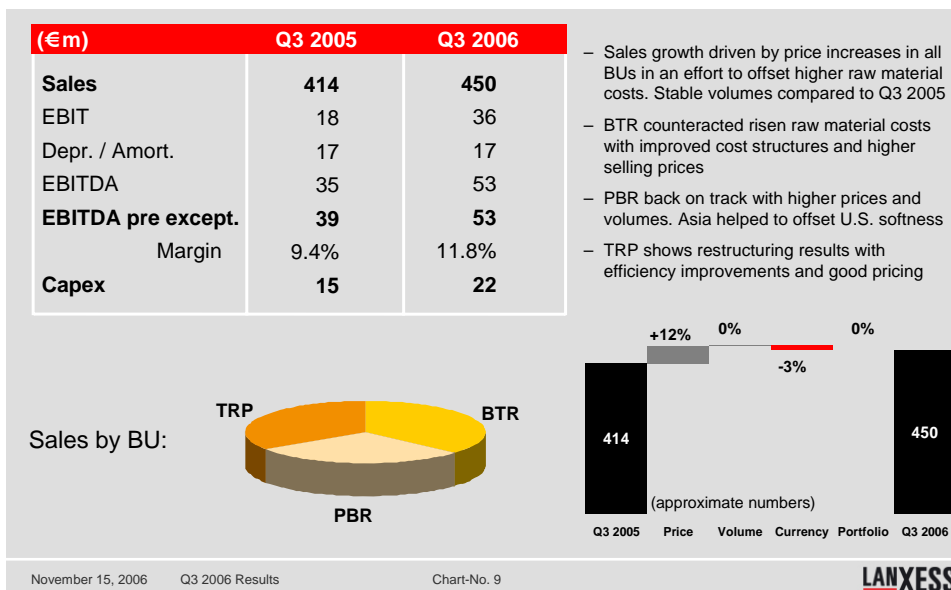 (€m) Q3 2005 Q3 2006
Sales 414 450
EBIT 18 36
Depr. / Amort. 17 17
EBITDA 35 53
EBITDA pre except. 39 53
Margin 9.4% 11.8%
Capex 15 22
– Sales growth driven by price increases in all
BUs in an effort to offset higher raw material
costs. Stable volumes compared to Q3 2005
– BTR counteracted risen raw material costs
with improved cost structures and higher
selling prices
– PBR back on track with higher prices and
volumes. Asia helped to offset U.S. softness
– TRP shows restructuring results with
efficiency improvements and good pricing
Sales by BU:
TRP
BTR
PBR
+12% 0% 0%
-3%
414 450
(approximate numbers)
Q3 2005 Price Volume Currency Portfolio Q3 2006
November 15, 2006 Q3 2006 Results Chart-No. 9
LANXESS